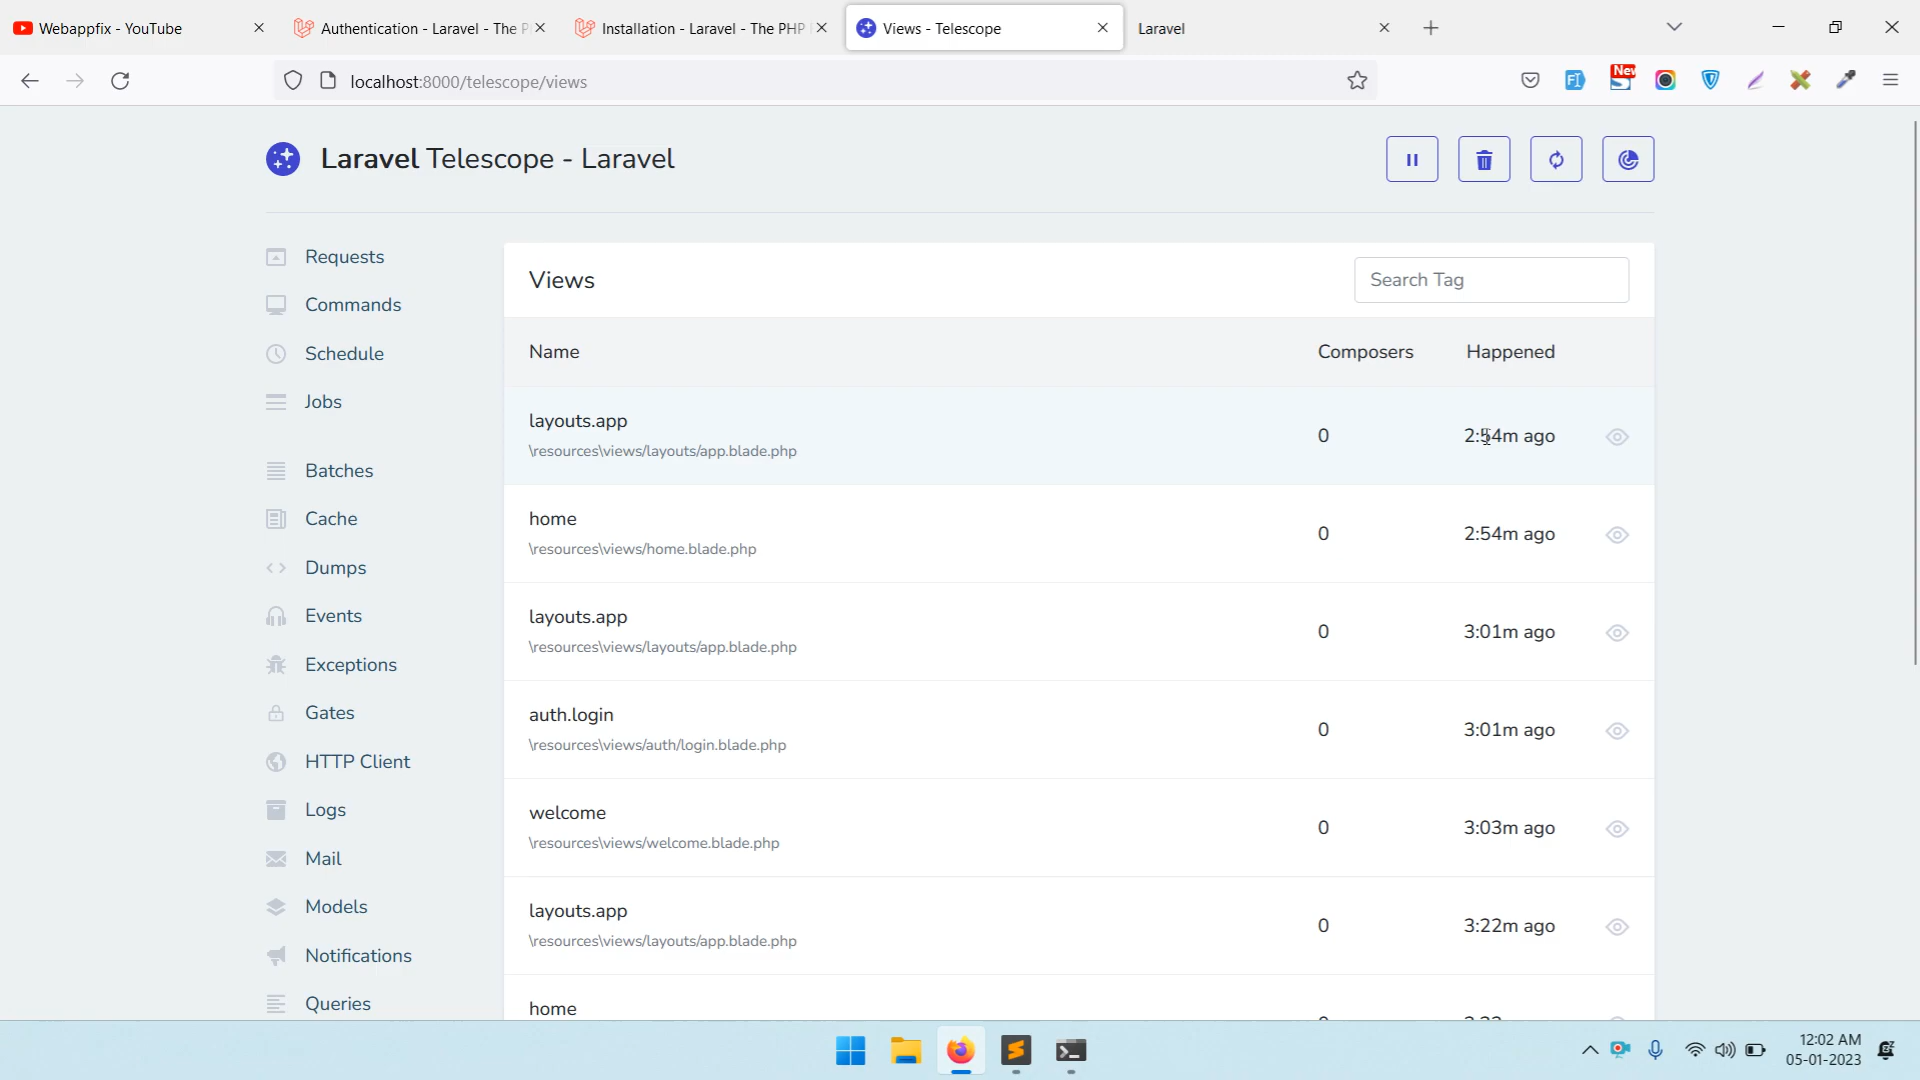 Webappfix - YouTube
Authentication - Laravel - The P
Installation - Laravel - The PHP
Views - Telescope
Laravel
localhost:8000/telescope/views
New
Laravel Telescope - Laravel
Requests
Commands
Schedule
Jobs
Batches
Cache
Dumps
Events
Exceptions
Gates
HTTP Client
Logs
Mail
Models
Notifications
Queries
Views
Search Tag
Name Composers Happened
layouts.app
\resources\views/layouts/app.blade.php
0 2:54m ago
home
\resources\views/home.blade.php
0 2:54m ago
layouts.app
\resources\views/layouts/app.blade.php
0 3:01m ago
auth.login
\resources\views/auth/login.blade.php
0 3:01m ago
welcome
\resources\views/welcome.blade.php
0 3:03m ago
layouts.app
\resources\views/layouts/app.blade.php
0 3:22m ago
home
12:02 AM
05-01-2023